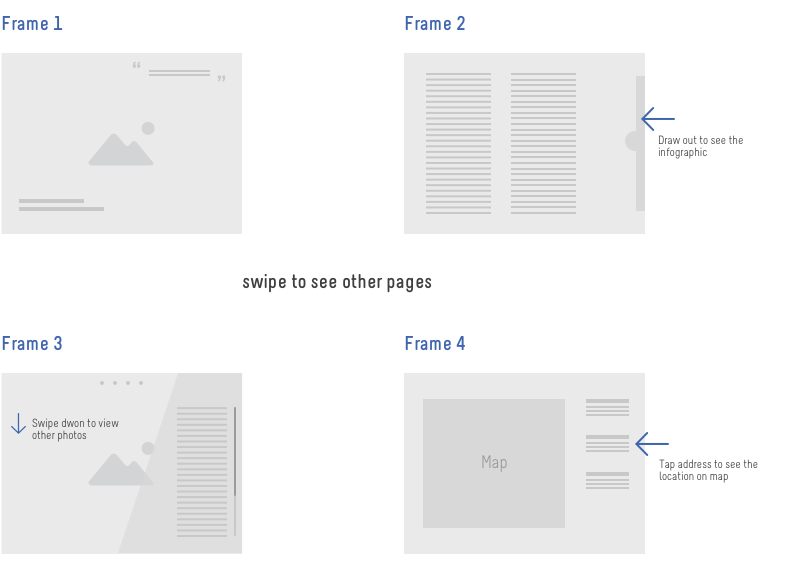 Frame 1
“ ”
Frame 2
Draw out to see the
infographic
swipe to see other pages
Frame 3
Swipe dwon to view
other photos
Frame 4
Map
Tap address to see the
location on map